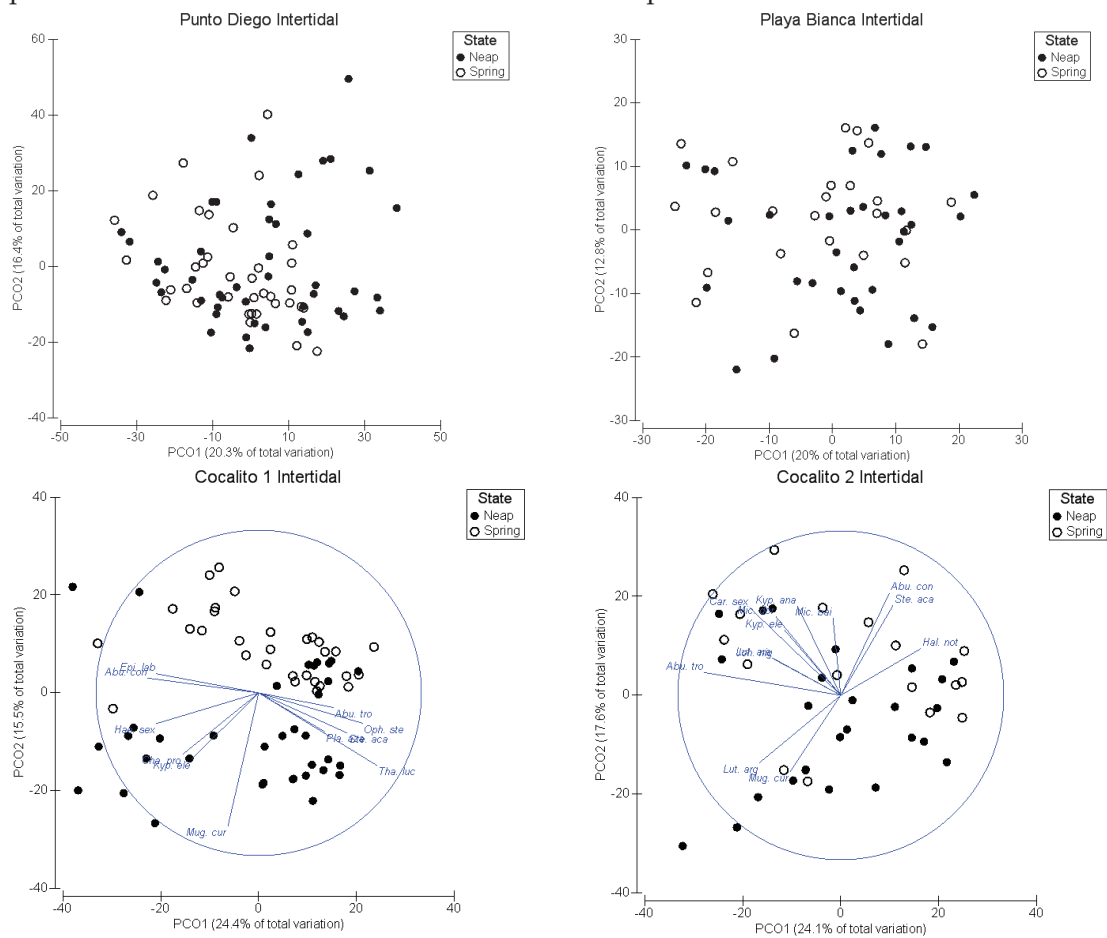 Punto Diego Intertidal
State
Neap
Spring
60
40
20
0
-20
-40
PCO2 (16.4% of total variation)
-50
-30
-10
10
30
50
PCO1 (20.3% of total variation)
Playa Bianca Intertidal
State
Neap
Spring
30
20
10
0
-10
-20
-30
PCO2 (12.8% of total variation)
-30
-20
-10
0
10
20
30
PCO1 (20% of total variation)
Cocalito 1 Intertidal
State
Neap
Spring
40
20
0
-20
-40
PCO2 (15.5% of total variation)
Epi. lab
Abu. con
Hae. sex
Kyp. ele
Mug. cur
Abu. tro
Oph. ste
Pla. aca
Tha. luc
-40
-20
0
20
40
PCO1 (24.4% of total variation)
Cocalito 2 Intertidal
State
Neap
Spring
40
20
0
-20
-40
PCO2 (17.6% of total variation)
Abu. con
Ste. aca
Car. sex
Kyp. ana
Kyp. ele
Hal. not
Abu. tro
Lut. arg
Mug. cur
-40
-20
0
20
40
PCO1 (24.1% of total variation)